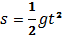 s = 1/2 gt²